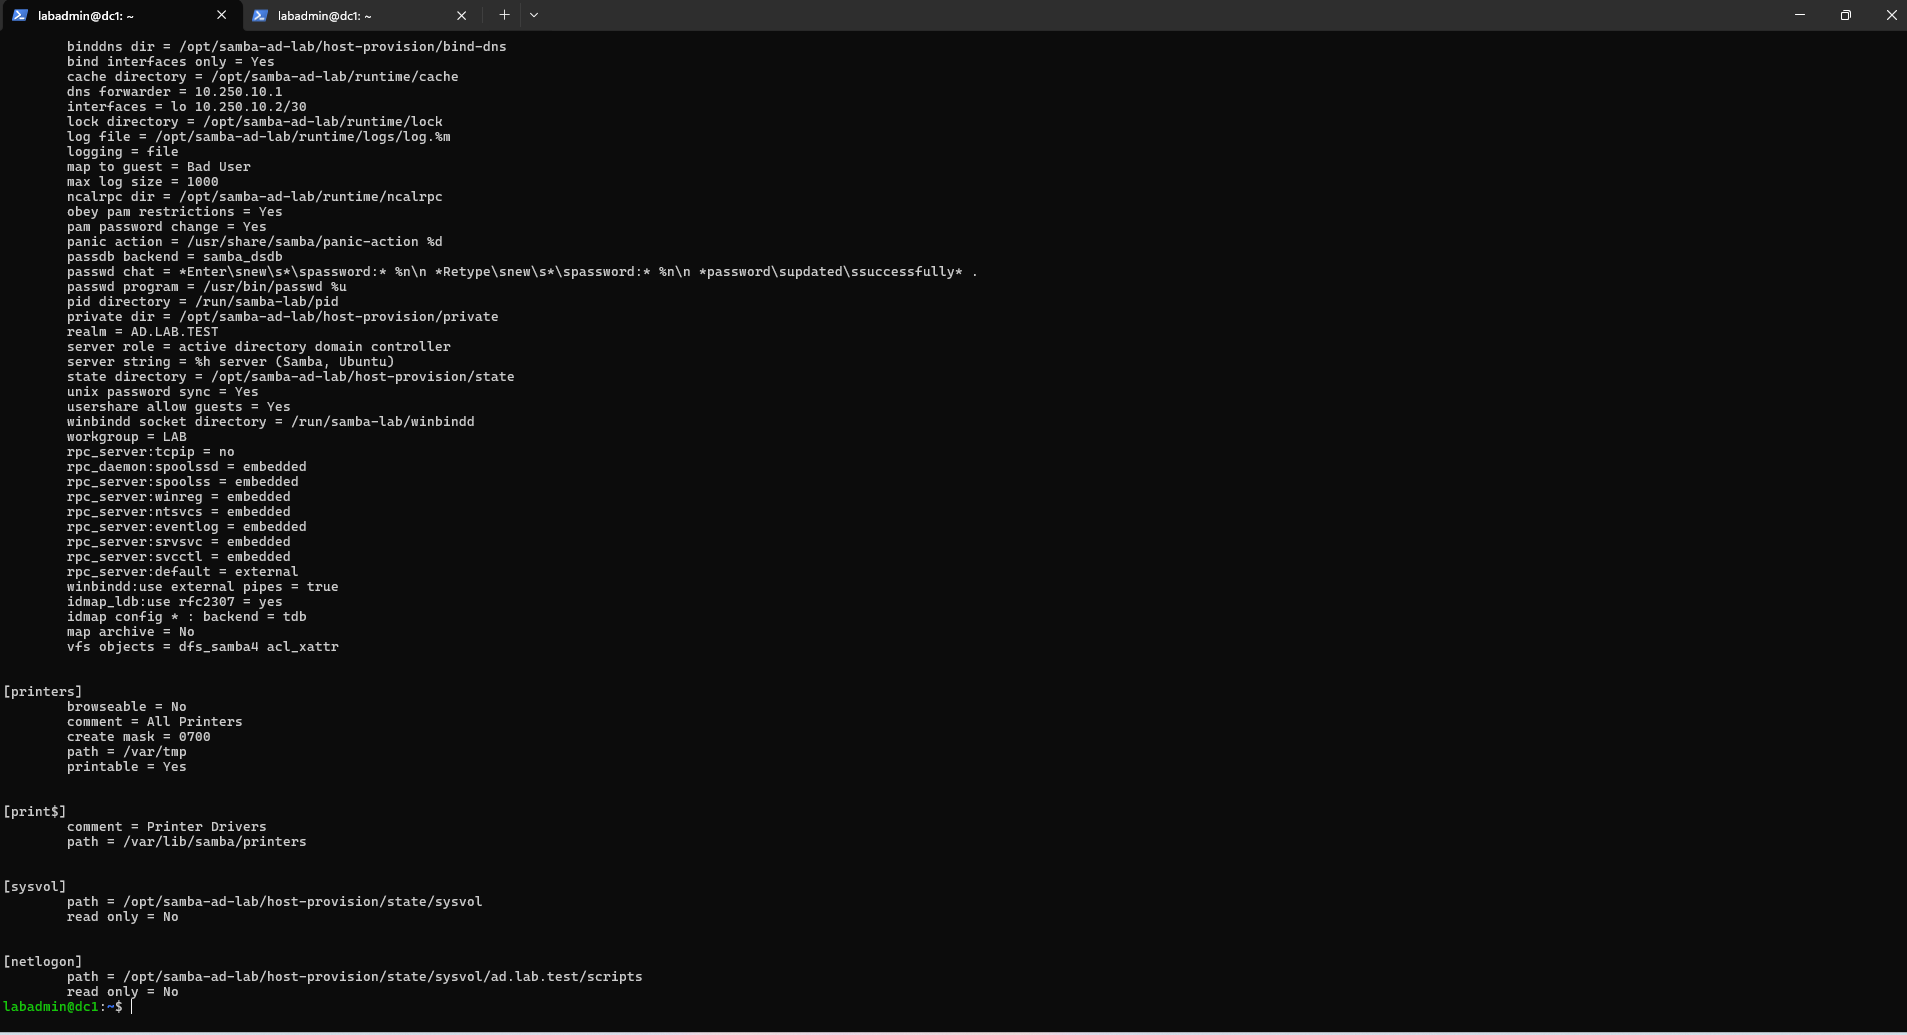 labadmin@dc1: ~
labadmin@dc1: ~
binddns dir = /opt/samba-ad-lab/host-provision/bind-dns
bind interfaces only = Yes
cache directory = /opt/samba-ad-lab/runtime/cache
dns forwarder = 10.250.10.1
interfaces = lo 10.250.10.2/30
lock directory = /opt/samba-ad-lab/runtime/lock
log file = /opt/samba-ad-lab/runtime/logs/log.%m
logging = file
map to guest = Bad User
max log size = 1000
ncalrpc dir = /opt/samba-ad-lab/runtime/ncalrpc
obey pam restrictions = Yes
pam password change = Yes
panic action = /usr/share/samba/panic-action %d
passdb backend = samba_dsdb
passwd chat = *Enter\snew\s*\spassword:* %n\n *Retype\snew\s*\spassword:* %n\n *password\supdated\ssuccessfully* .
passwd program = /usr/bin/passwd %u
pid directory = /run/samba-lab/pid
private dir = /opt/samba-ad-lab/host-provision/private
realm = AD.LAB.TEST
server role = active directory domain controller
server string = %h server (Samba, Ubuntu)
state directory = /opt/samba-ad-lab/host-provision/state
unix password sync = Yes
usershare allow guests = Yes
winbindd socket directory = /run/samba-lab/winbindd
workgroup = LAB
rpc_server:tcpip = no
rpc_daemon:spoolssd = embedded
rpc_server:spoolss = embedded
rpc_server:winreg = embedded
rpc_server:ntsvcs = embedded
rpc_server:eventlog = embedded
rpc_server:srvsvc = embedded
rpc_server:svcctl = embedded
rpc_server:default = external
winbindd:use external pipes = true
idmap_ldb:use rfc2307 = yes
idmap config * : backend = tdb
map archive = No
vfs objects = dfs_samba4 acl_xattr
[printers]
browseable = No
comment = All Printers
create mask = 0700
path = /var/tmp
printable = Yes
[print$]
comment = Printer Drivers
path = /var/lib/samba/printers
[sysvol]
path = /opt/samba-ad-lab/host-provision/state/sysvol
read only = No
[netlogon]
path = /opt/samba-ad-lab/host-provision/state/sysvol/ad.lab.test/scripts
read only = No
labadmin@dc1:~$